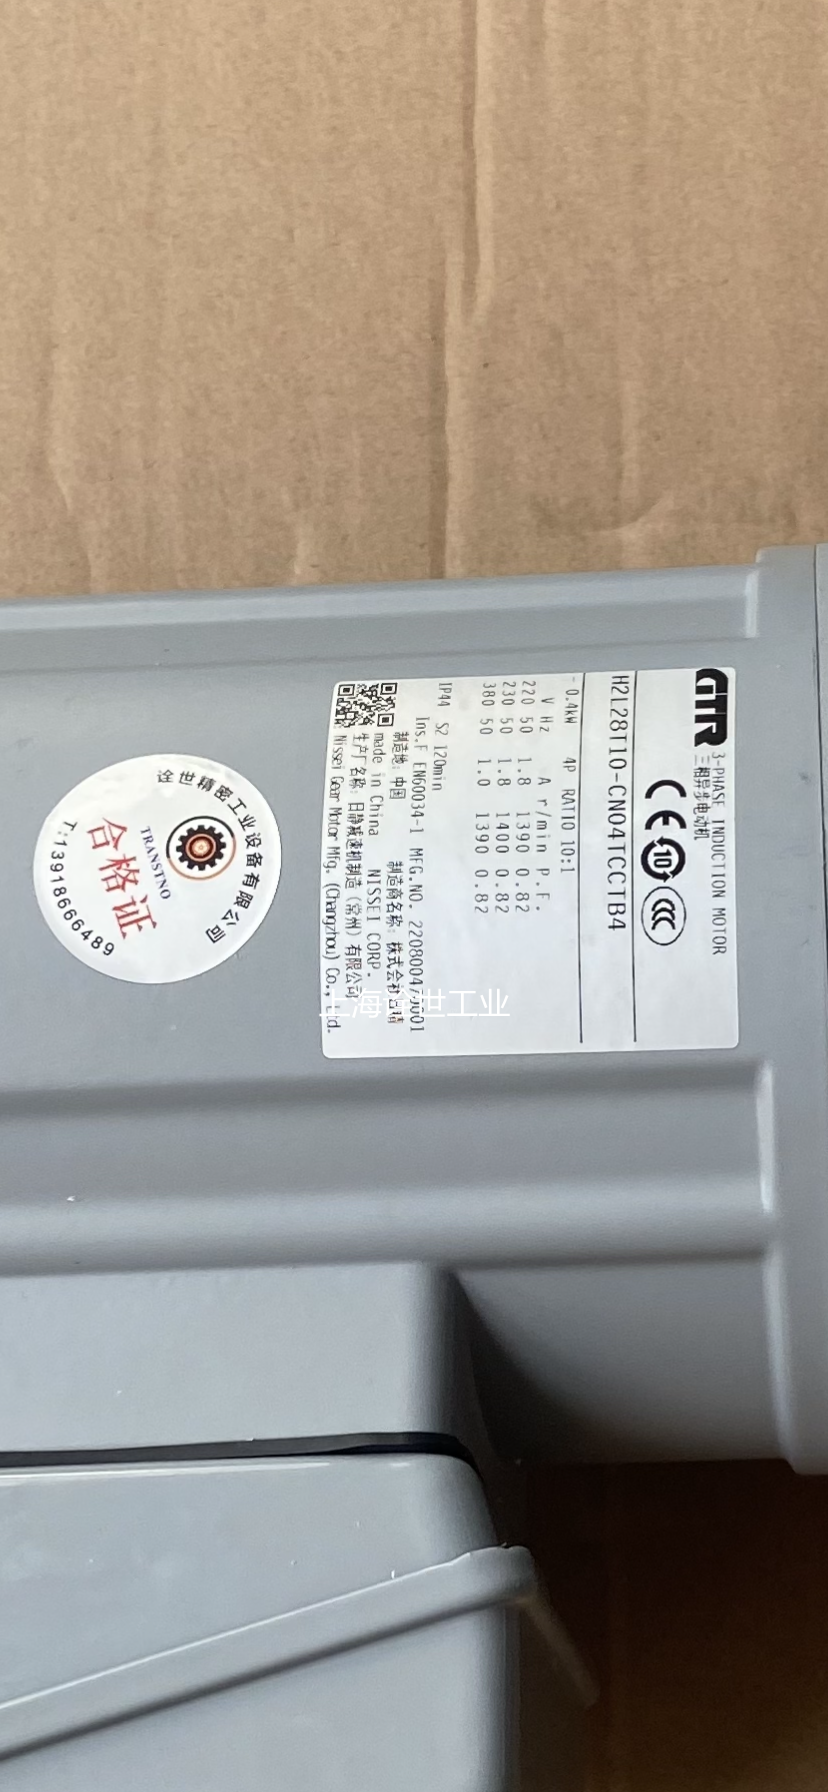 GTR
3-PHASE INDUCTION MOTOR
三相异步电动机
CE 10 CCC
H2L28T10-CN04TCCTB4
0.4kW 4P RATIO 10:1
V Hz A r/min P.F.
220 50 1.8 1390 0.82
230 50 1.8 1400 0.82
380 50 1.0 1390 0.82
IP44 S2 120min
Ins.F EN60034-1 MFG.NO.
制造地: 中国 制造商名称: 株式会社
made in China NISSEI CORP.
生产厂名称: 日静减速机制造 (常州) 有限公司
Nissei Gear Motor Mfg. (Changzhou) Co., Ltd.
诠世精密工业设备有限公司
TRANSTNO
合格证
T:13918666489
上海诠世工业